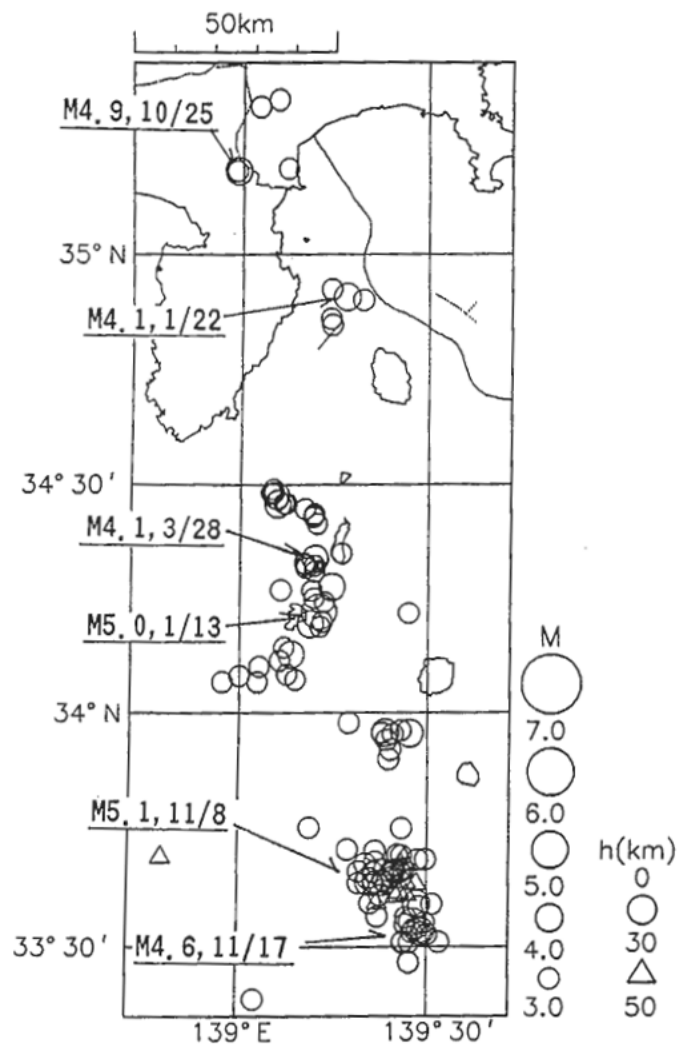 50km
M4.9,10/25
35°N
M4.1,1/22
34°30′
M4.1,3/28
M5.0,1/13
34°N
M5.1,11/8
33°30′
M4.6,11/17
139°E
139°30′
M
7.0
6.0
5.0
4.0
3.0
h(km)
0
30
50